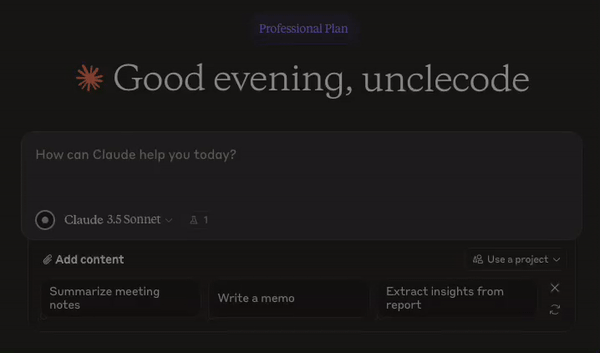 Professional Plan
Good evening, unclecode
How can Claude help you today?
Claude 3.5 Sonnet
1
Add content
Use a project
Summarize meeting
notes
Write a memo
Extract insights from
report